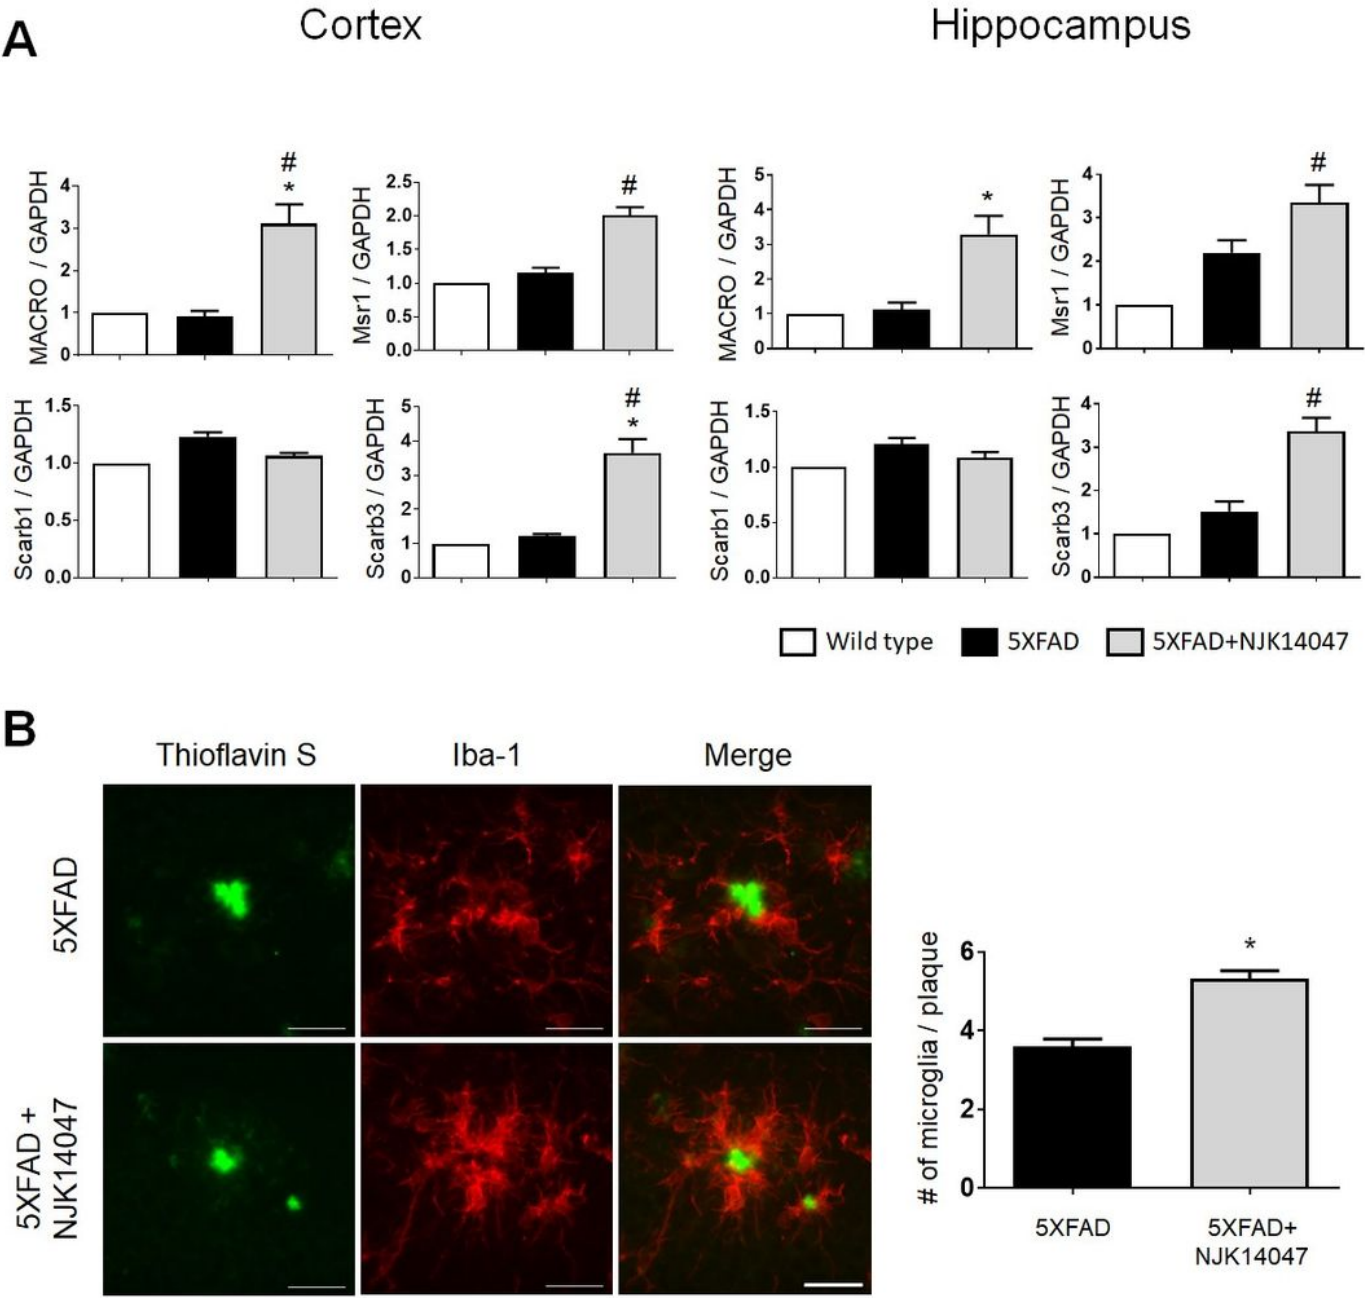 A
Cortex
Hippocampus
#
*
4
3
2
1
0
MACRO / GAPDH
#
2.5
2.0
1.5
1.0
0.5
0.0
Msr1 / GAPDH
*
5
4
3
2
1
0
MACRO / GAPDH
#
4
3
2
1
0
Msr1 / GAPDH
1.5
1.0
0.5
0.0
Scarb1 / GAPDH
#
*
5
4
3
2
1
0
Scarb3 / GAPDH
1.5
1.0
0.5
0.0
Scarb1 / GAPDH
#
4
3
2
1
0
Scarb3 / GAPDH
Wild type
5XFAD
5XFAD+NJK14047
B
Thioflavin S
Iba-1
Merge
5XFAD
5XFAD +
NJK14047
# of microglia / plaque
6
4
2
0
*
5XFAD
5XFAD+
NJK14047